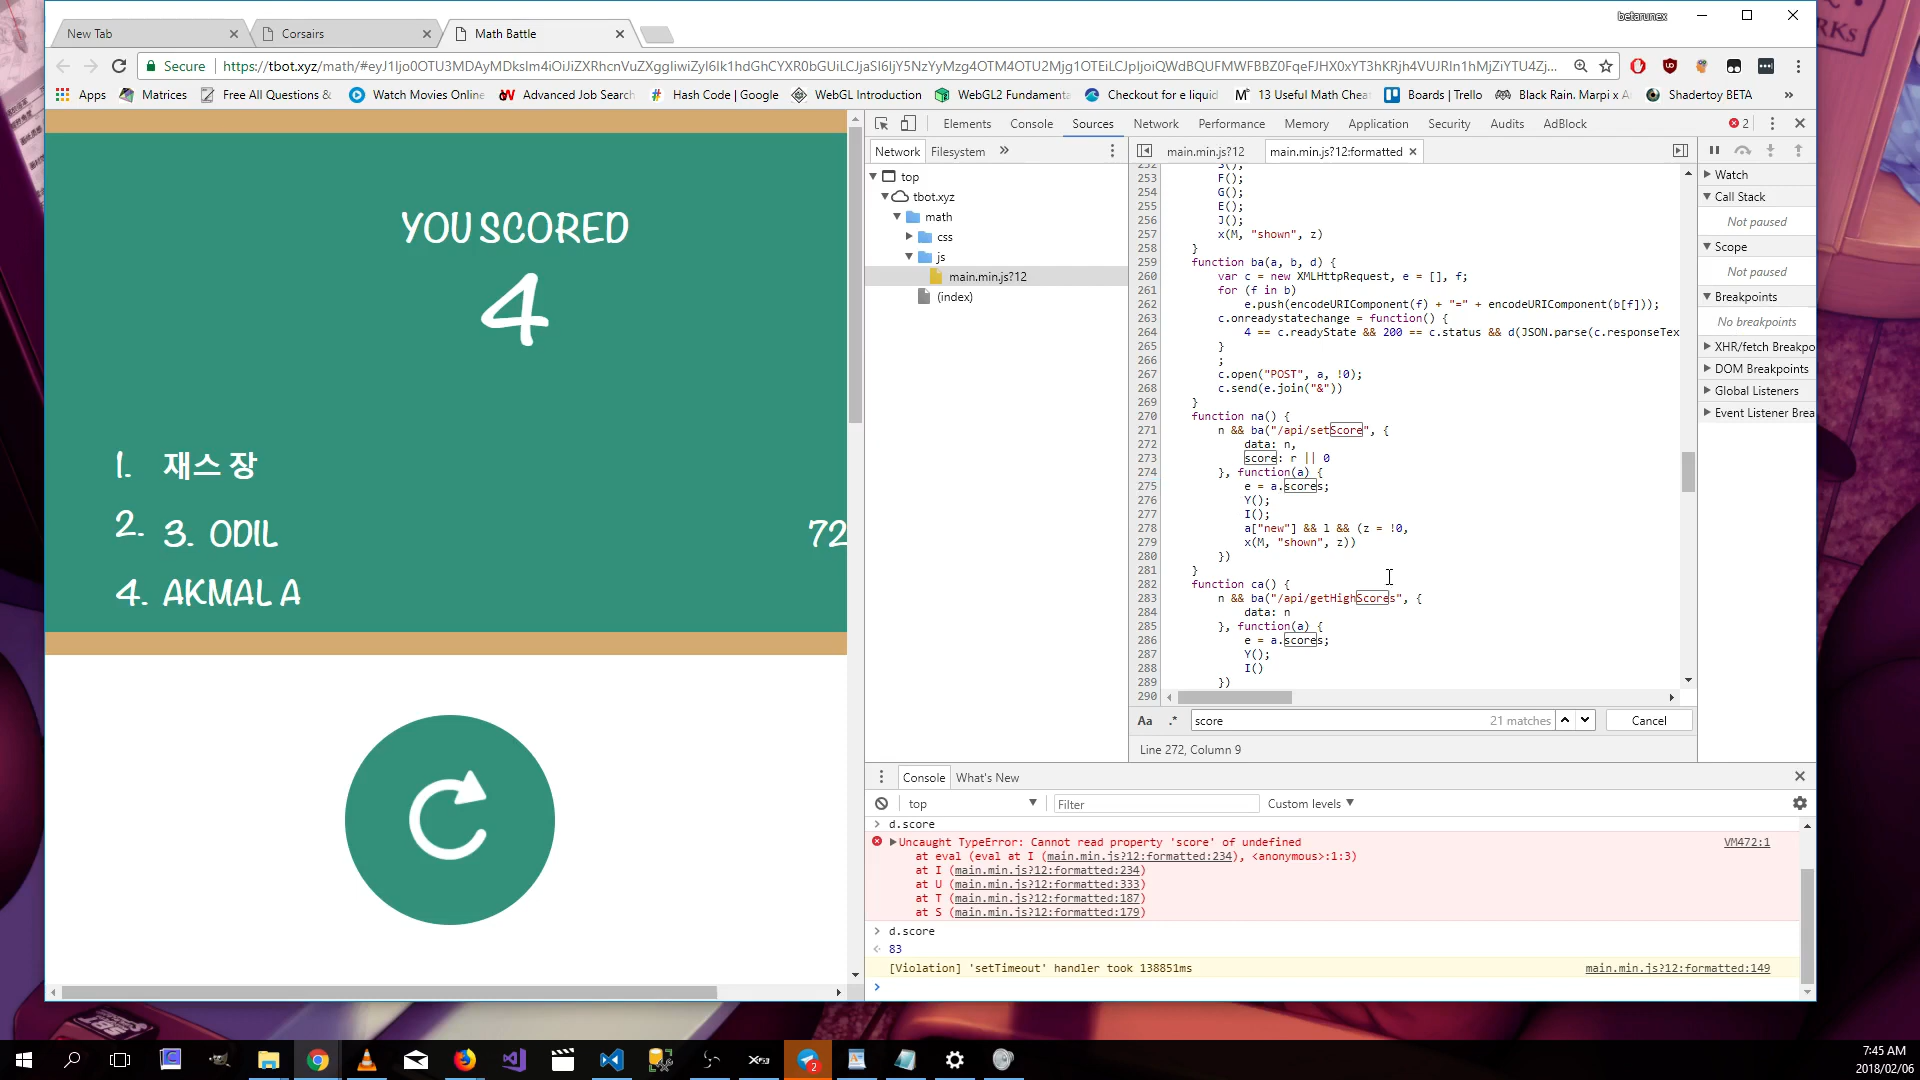 betarunex
New Tab
Corsairs
Math Battle
Secure
https://tbot.xyz/math/#eyJ1Ijo0OTU3MDAyMDksIm4iOiJiZXRhcnVuZXggIiwiZyI6Ik1hdGhCYXR0bGUiLCJjaSI6IjY5NzYyMzg4OTM4OTU2Mjg1OTEiLCJpIjoiQWdBQUFMWFBBZ0FqeFJHX0xYT3hKRjh4VUJRIn1hMjZiYTU4Zj...
Apps
Matrices
Free All Questions &
Watch Movies Online
Advanced Job Search
Hash Code | Google
WebGL Introduction
WebGL2 Fundamenta
Checkout for e liquid
13 Useful Math Chea
Boards | Trello
Black Rain. Marpi x A
Shadertoy BETA
»
YOU SCORED
4
1. 재스 장
2. 3. ODIL 72
4. AKMAL A
Elements Console Sources Network Performance Memory Application Security Audits AdBlock
2
Network Filesystem »
top
tbot.xyz
math
css
js
main.min.js?12
(index)
main.min.js?12 main.min.js?12:formatted
252 S();
253 F();
254 G();
255 E();
256 J();
257 x(M, "shown", z)
258 }
259 function ba(a, b, d) {
260 var c = new XMLHttpRequest, e = [], f;
261 for (f in b)
262 e.push(encodeURIComponent(f) + "=" + encodeURIComponent(b[f]));
263 c.onreadystatechange = function() {
264 4 == c.readyState && 200 == c.status && d(JSON.parse(c.responseTex
265 }
266 ;
267 c.open("POST", a, !0);
268 c.send(e.join("&"))
269 }
270 function na() {
271 n && ba("/api/setScore", {
272 data: n,
273 score: r || 0
274 }, function(a) {
275 e = a.scores;
276 Y();
277 I();
278 a["new"] && l && (z = !0,
279 x(M, "shown", z))
280 })
281 }
282 function ca() {
283 n && ba("/api/getHighScores", {
284 data: n
285 }, function(a) {
286 e = a.scores;
287 Y();
288 I()
289 })
290
Aa .* score 21 matches Cancel
Line 272, Column 9
Watch
Call Stack
Not paused
Scope
Not paused
Breakpoints
No breakpoints
XHR/fetch Breakpo
DOM Breakpoints
Global Listeners
Event Listener Brea
Console What's New
top Filter Custom levels
d.score
Uncaught TypeError: Cannot read property 'score' of undefined VM472:1
at eval (eval at I (main.min.js?12:formatted:234), <anonymous>:1:3)
at I (main.min.js?12:formatted:234)
at U (main.min.js?12:formatted:333)
at T (main.min.js?12:formatted:187)
at S (main.min.js?12:formatted:179)
d.score
83
[Violation] 'setTimeout' handler took 138851ms main.min.js?12:formatted:149
2
7:45 AM
2018/02/06